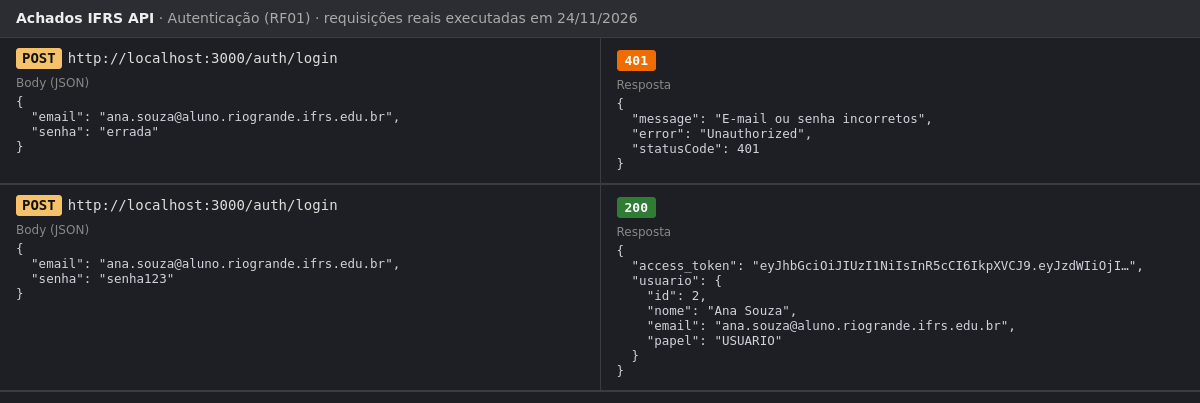 Achados IFRS API · Autenticação (RF01) · requisições reais executadas em 24/11/2026
POST http://localhost:3000/auth/login
Body (JSON)
{
  "email": "ana.souza@aluno.riogrande.ifrs.edu.br",
  "senha": "errada"
}
401
Resposta
{
  "message": "E-mail ou senha incorretos",
  "error": "Unauthorized",
  "statusCode": 401
}
POST http://localhost:3000/auth/login
Body (JSON)
{
  "email": "ana.souza@aluno.riogrande.ifrs.edu.br",
  "senha": "senha123"
}
200
Resposta
{
  "access_token": "eyJhbGciOiJIUzI1NiIsInR5cCI6IkpXVCJ9.eyJzdWIiOjI…",
  "usuario": {
    "id": 2,
    "nome": "Ana Souza",
    "email": "ana.souza@aluno.riogrande.ifrs.edu.br",
    "papel": "USUARIO"
  }
}